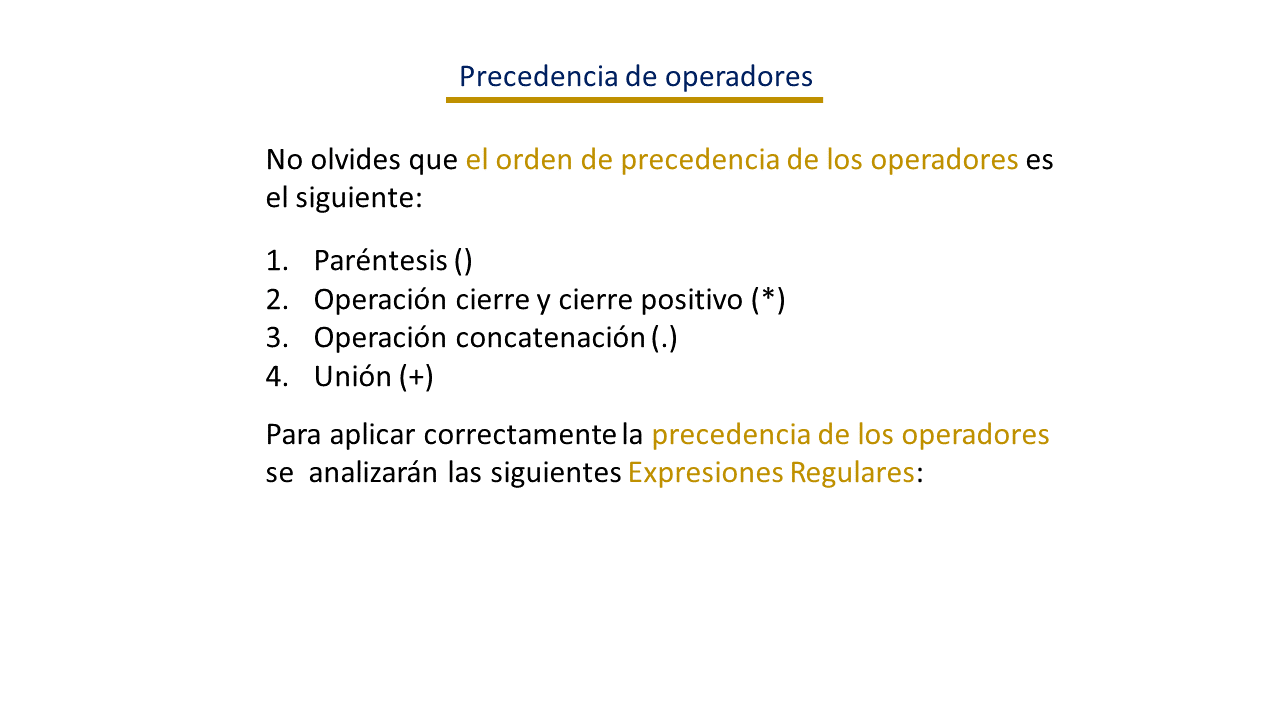 Precedencia de operadores
No olvides que el orden de precedencia de los operadores es
el siguiente:
1. Paréntesis ()
2. Operación cierre y cierre positivo (*)
3. Operación concatenación (.)
4. Unión (+)
Para aplicar correctamente la precedencia de los operadores
se analizarán las siguientes Expresiones Regulares: